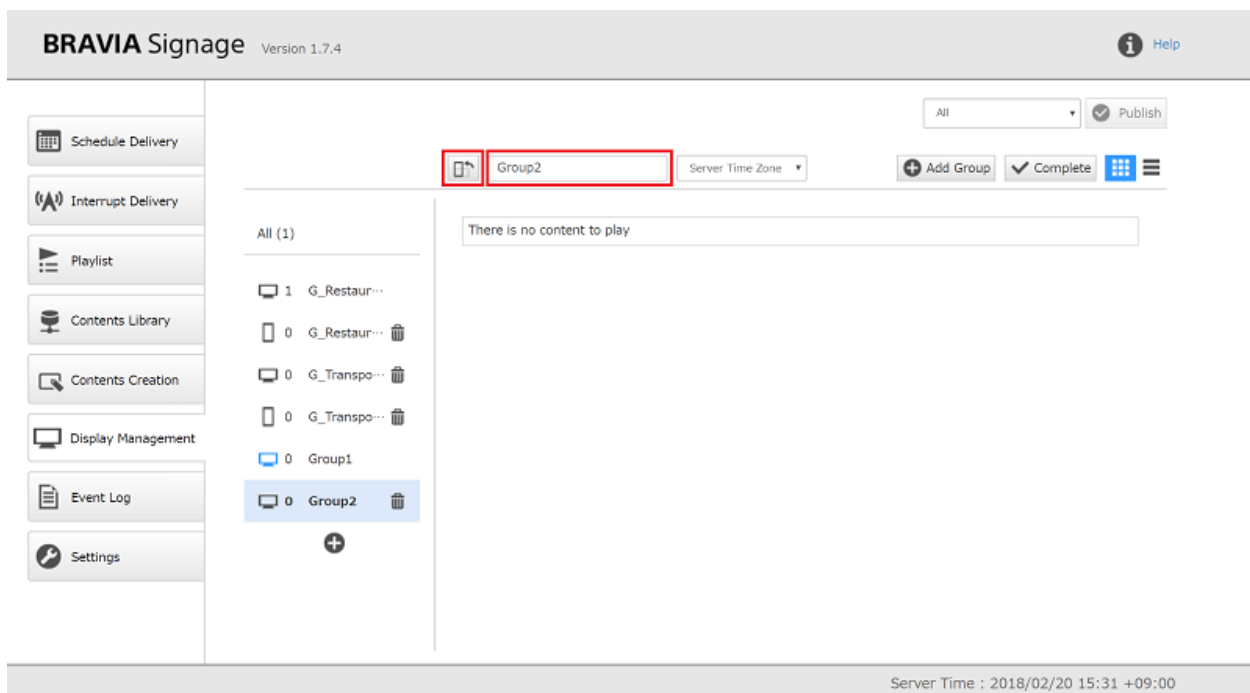 BRAVIA Signage Version 1.7.4
Help
All
Publish
Group2
Server Time Zone
Add Group
Complete
Schedule Delivery
Interrupt Delivery
Playlist
Contents Library
Contents Creation
Display Management
Event Log
Settings
All (1)
1 G_Restaur···
0 G_Restaur···
0 G_Transpo···
0 G_Transpo···
0 Group1
0 Group2
There is no content to play
Server Time : 2018/02/20 15:31 +09:00